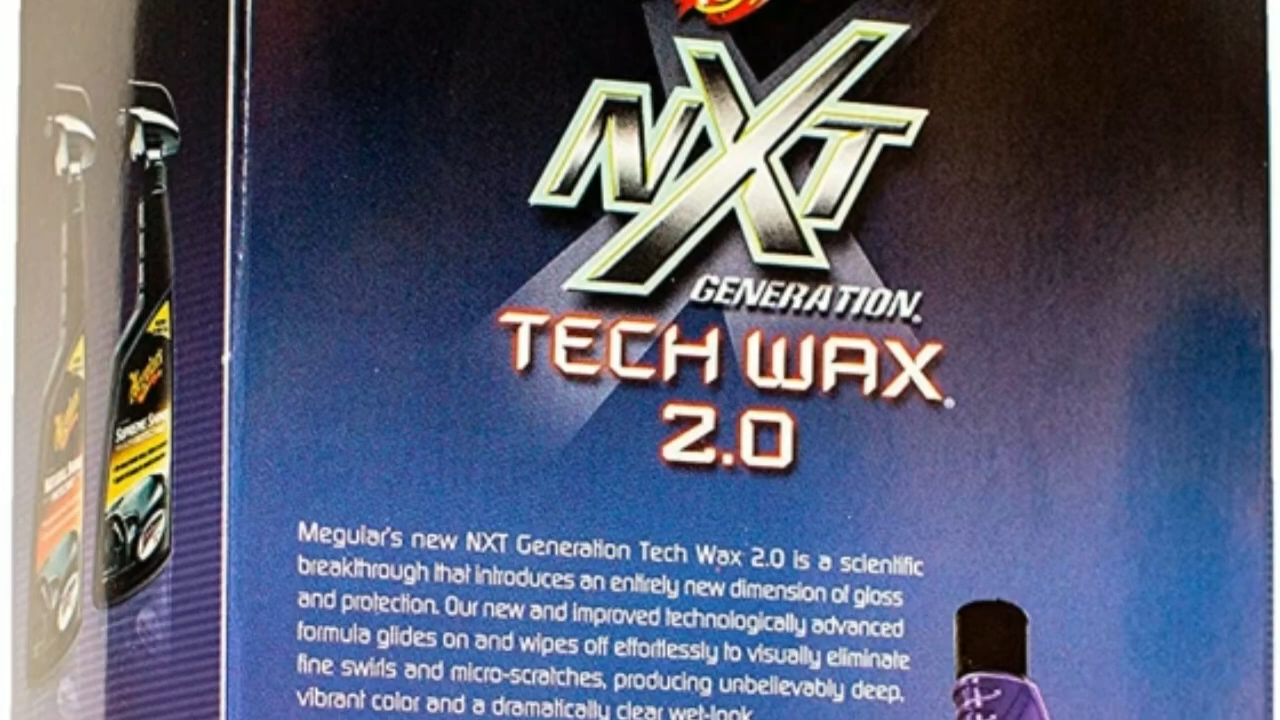 NXT
GENERATION.
TECH WAX®
2.0
Megular's new NXT Generation Tech Wax 2.0 is a scientific
breakthrough that introduces an entirely new dimension of gloss
and protection. Our new and improved technologically advanced
formula glides on and wipes off effortlessly to visually eliminate
fine swirls and micro-scratches, producing unbelievably deep,
vibrant color and a dramatically clear wet-look.
Meguiar's